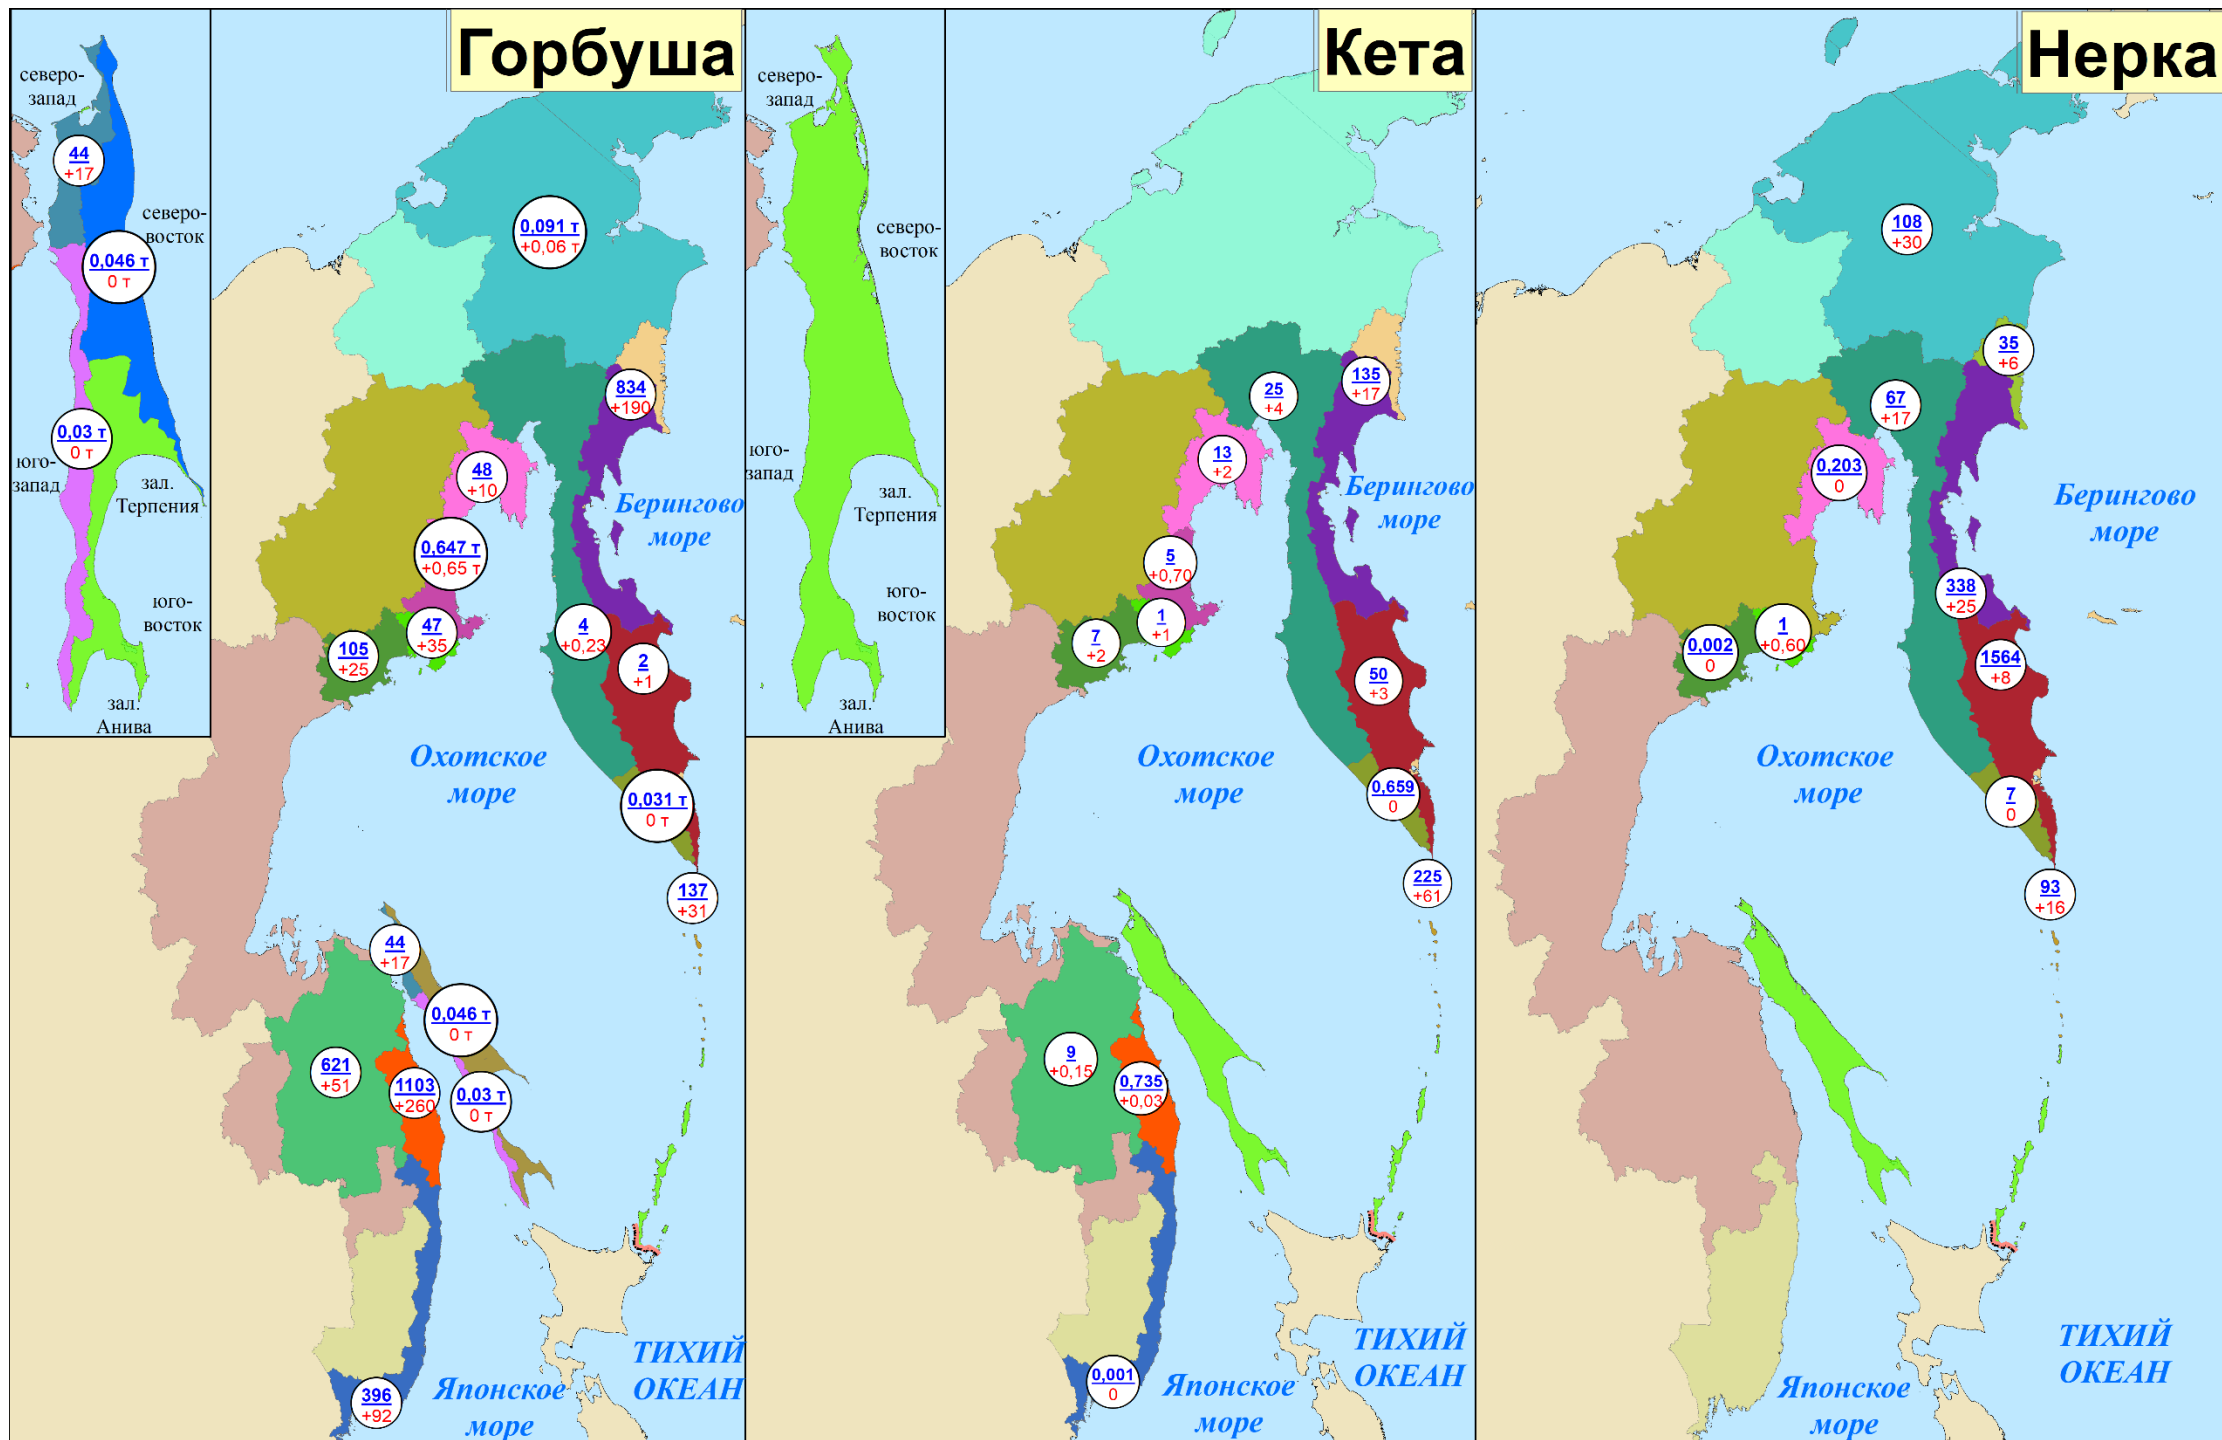 Горбуша
северо-
запад
44
+17
северо-
восток
0,046 т
0 т
0,03 т
0 т
юго-
запад
зал.
Терпения
юго-
восток
зал.
Анива
0,091 т
+0,06 т
834
+190
48
+10
Берингово
море
0,647 т
+0,65 т
47
+35
105
+25
4
+0,23
2
+1
Охотское
море
0,031 т
0 т
137
+31
44
+17
0,046 т
0 т
621
+51
1103
+260
0,03 т
0 т
ТИХИЙ
ОКЕАН
396
+92
Японское
море
Кета
северо-
запад
северо-
восток
юго-
запад
зал.
Терпения
юго-
восток
зал.
Анива
135
+17
25
+4
13
+2
Берингово
море
5
+0,70
1
+1
7
+2
50
+3
Охотское
море
0,659
0
225
+61
9
+0,15
0,735
+0,03
ТИХИЙ
ОКЕАН
0,001
0
Японское
море
Нерка
108
+30
35
+6
67
+17
0,203
0
Берингово
море
338
+25
1
+0,60
0,002
0
1564
+8
Охотское
море
7
0
93
+16
ТИХИЙ
ОКЕАН
Японское
море